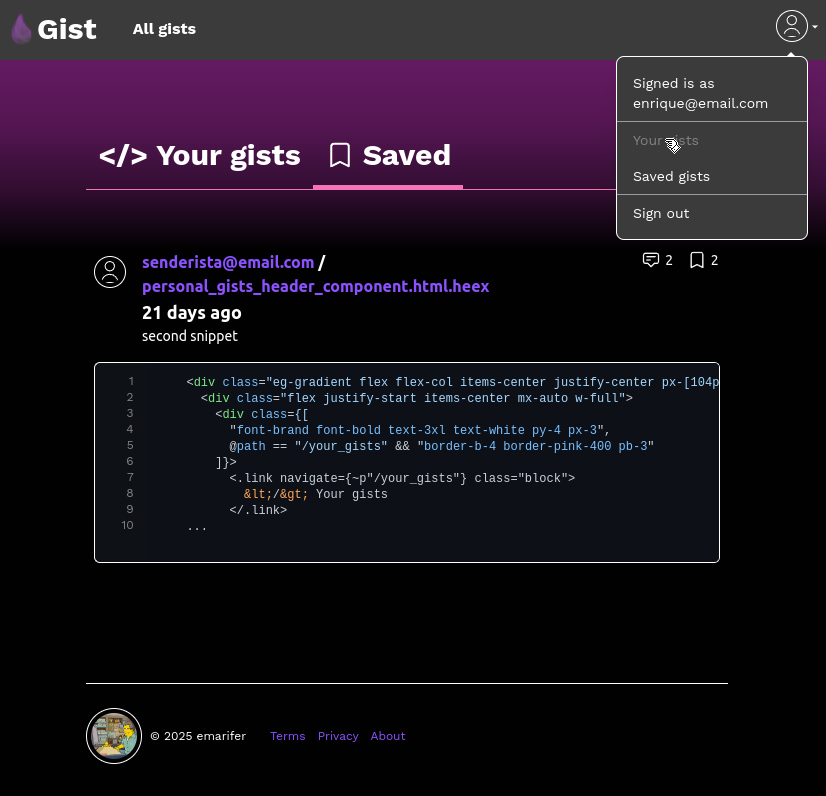 Gist
All gists
Signed is as
enrique@email.com
Your gists
Saved gists
Sign out
</> Your gists
Saved
senderista@email.com /
personal_gists_header_component.html.heex
2
2
21 days ago
second snippet
1 <div class="eg-gradient flex flex-col items-center justify-center px-[104p
2 <div class="flex justify-start items-center mx-auto w-full">
3 <div class={[
4 "font-brand font-bold text-3xl text-white py-4 px-3",
5 @path == "/your_gists" && "border-b-4 border-pink-400 pb-3"
6 ]}>
7 <.link navigate={~p"/your_gists"} class="block">
8 &lt;/&gt; Your gists
9 </.link>
10 ...
© 2025 emarifer
Terms
Privacy
About